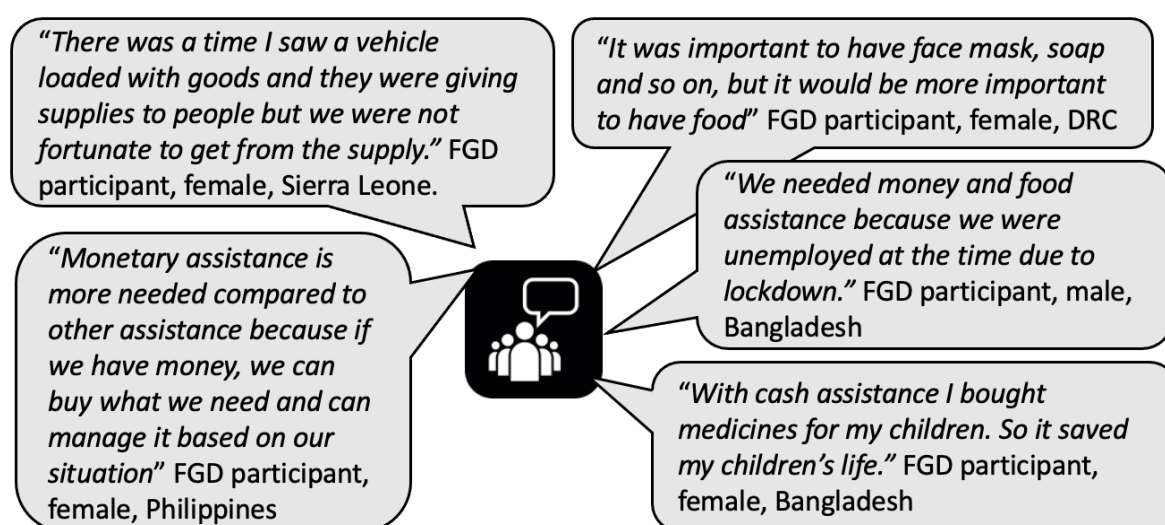 “There was a time I saw a vehicle
loaded with goods and they were giving
supplies to people but we were not
fortunate to get from the supply.” FGD
participant, female, Sierra Leone.
“It was important to have face mask, soap
and so on, but it would be more important
to have food” FGD participant, female, DRC
“We needed money and food
assistance because we were
unemployed at the time due to
lockdown.” FGD participant, male,
Bangladesh
“Monetary assistance is
more needed compared to
other assistance because if
we have money, we can
buy what we need and can
manage it based on our
situation” FGD participant,
female, Philippines
“With cash assistance I bought
medicines for my children. So it saved
my children’s life.” FGD participant,
female, Bangladesh